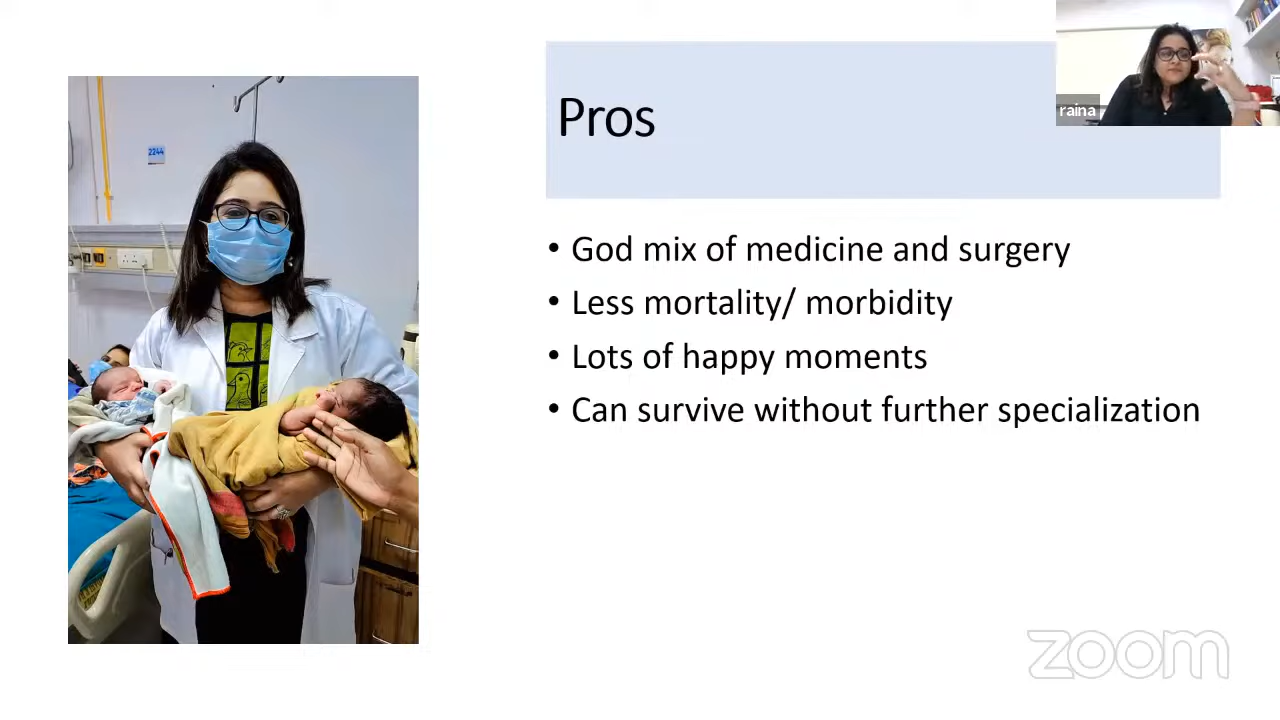 Pros
• God mix of medicine and surgery
• Less mortality/ morbidity
• Lots of happy moments
• Can survive without further specialization
raina
2244
zoom